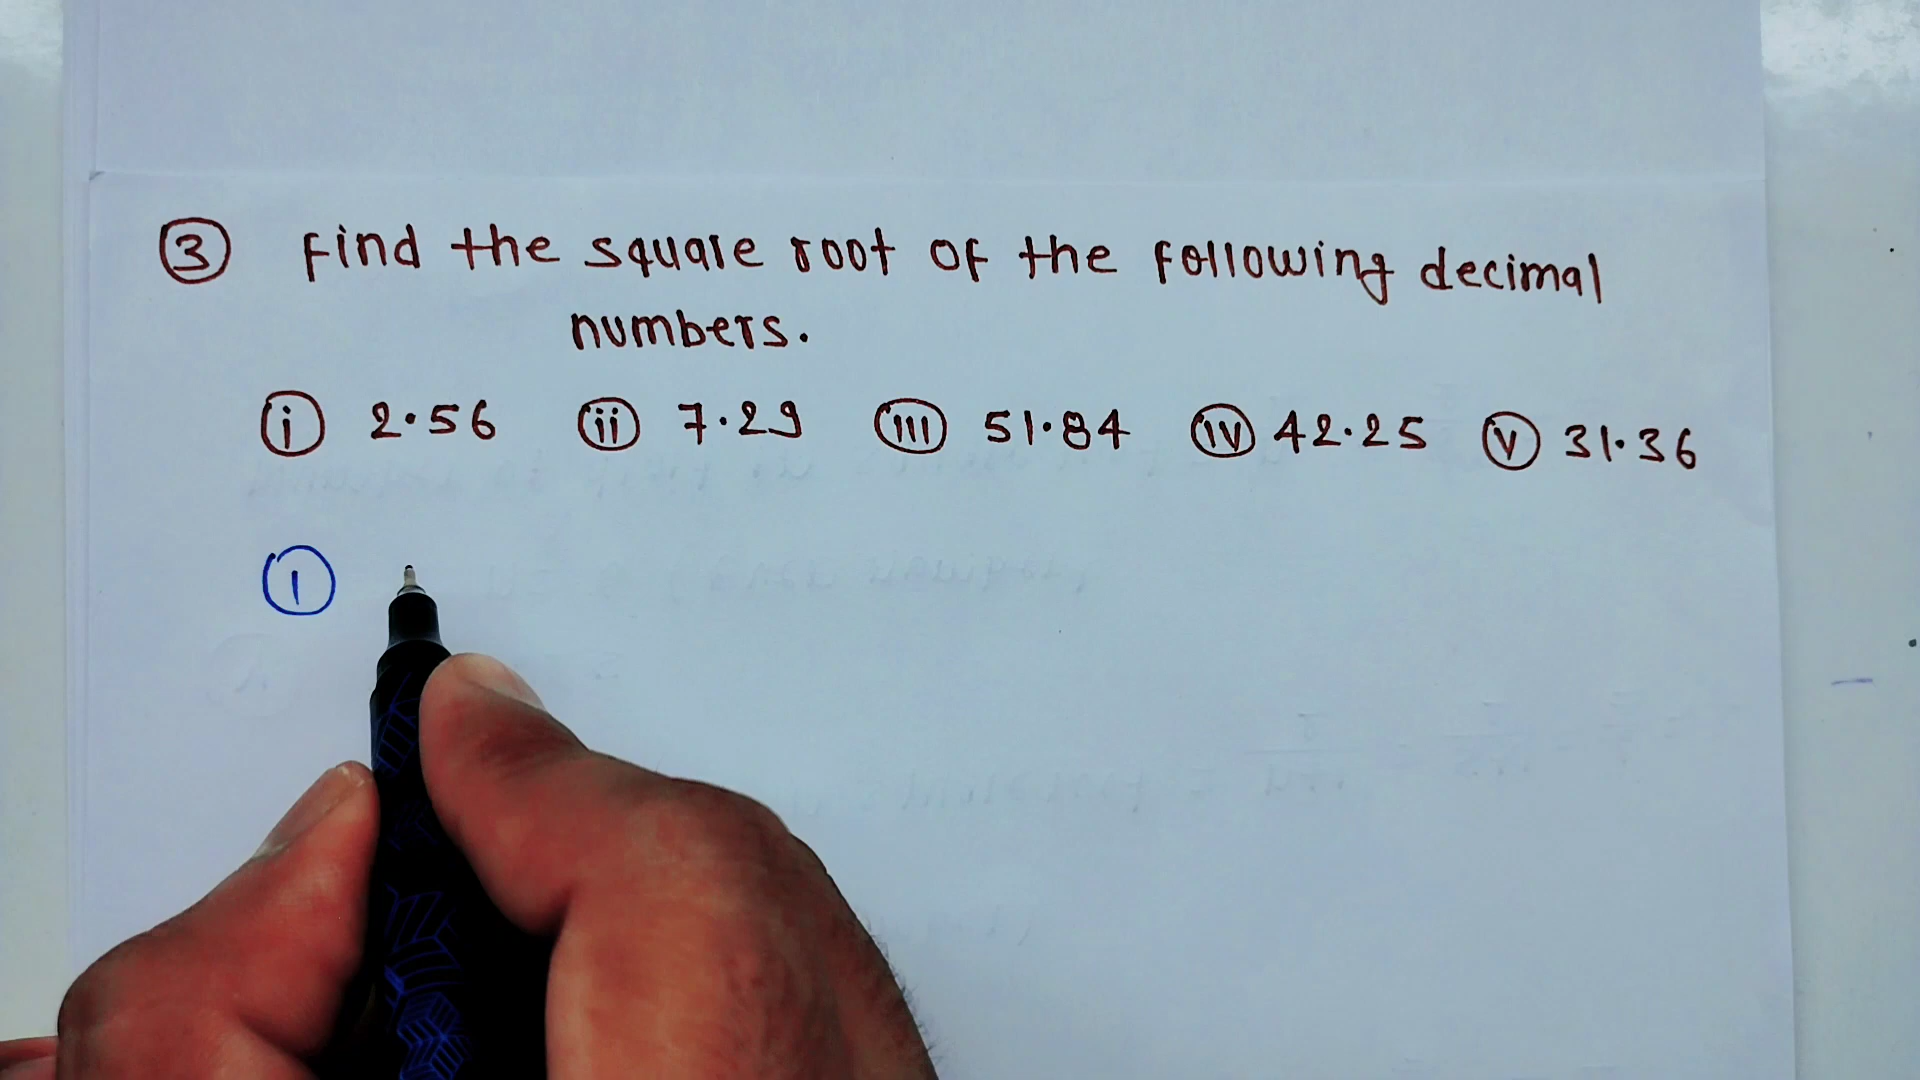 ③ Find the square root of the following decimal
numbers.
ⓘ 2.56 ⓘⓘ 7.29 ⓘⓘⓘ 51.84 ⓘⓥ 42.25 ⓥ 31.36
①